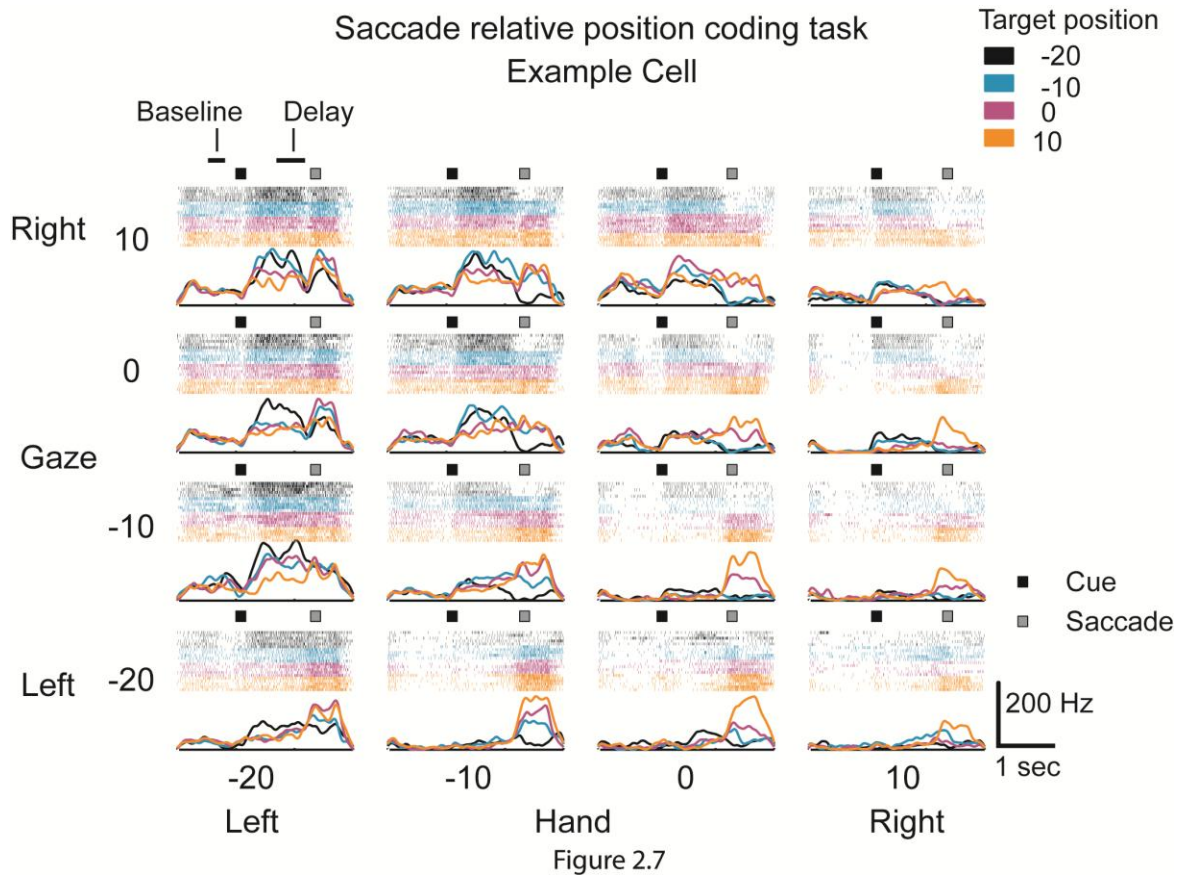 Saccade relative position coding task
Example Cell
Target position
-20
-10
0
10
Baseline
Delay
Right
10
0
Gaze
-10
Left
-20
Cue
Saccade
200 Hz
1 sec
-20
-10
0
10
Left
Hand
Right
Figure 2.7